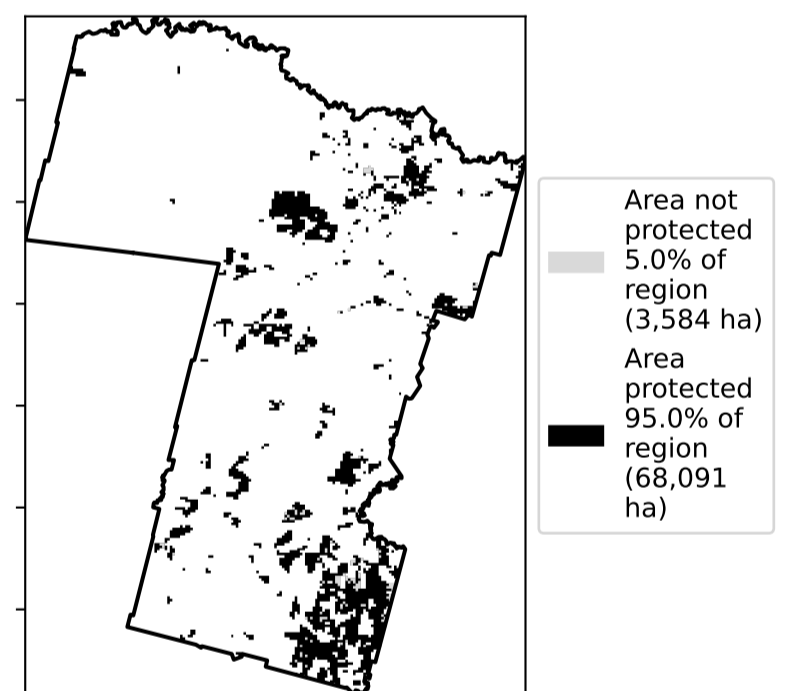 Area not
protected
5.0% of
region
(3,584 ha)
Area
protected
95.0% of
region
(68,091
ha)